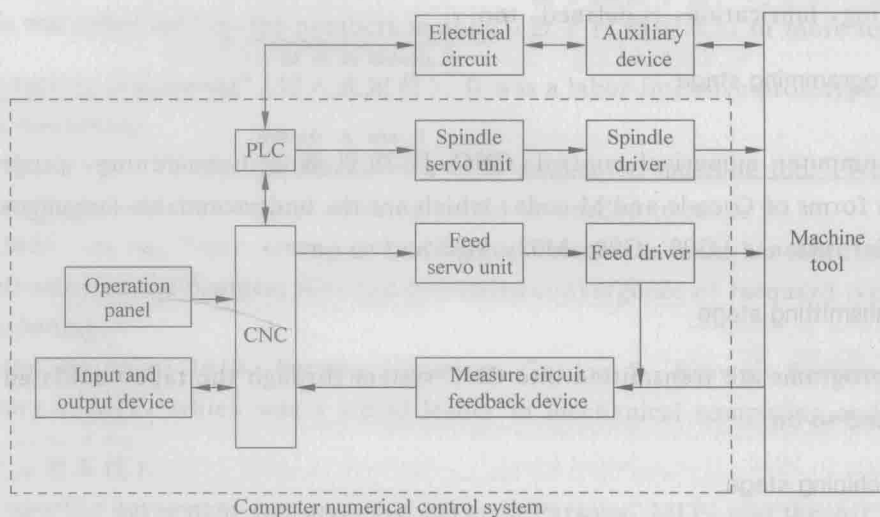 Electrical
circuit
Auxiliary
device
PLC
Spindle
servo unit
Spindle
driver
Feed
servo unit
Feed driver
Machine
tool
Operation
panel
CNC
Input and
output device
Measure circuit
feedback device
Computer numerical control system